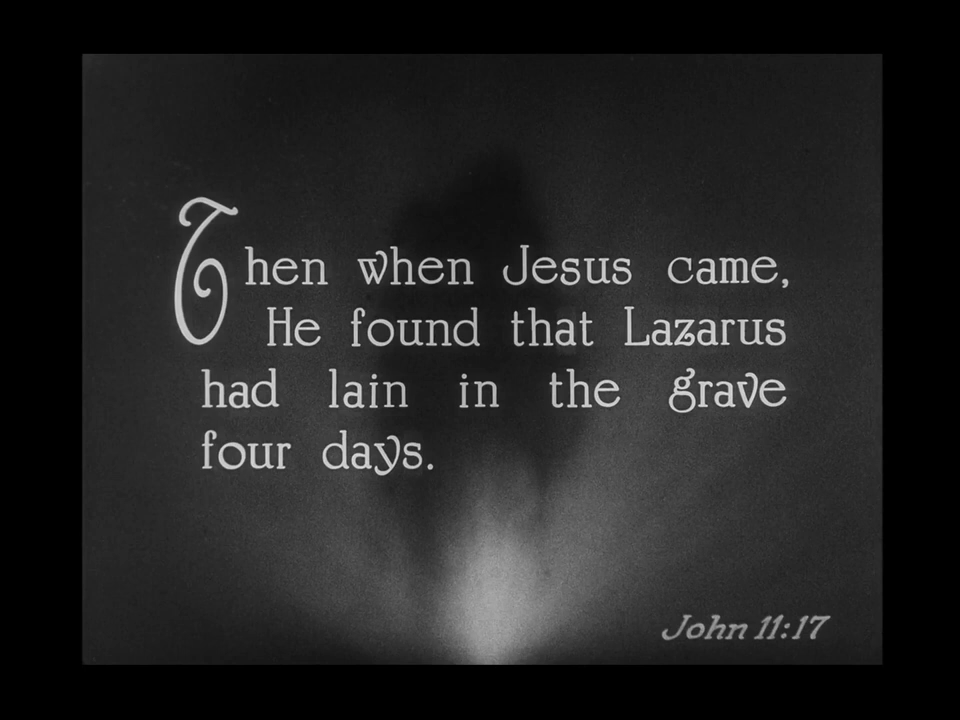 Then when Jesus came,
He found that Lazarus
had lain in the grave
four days.
John 11:17